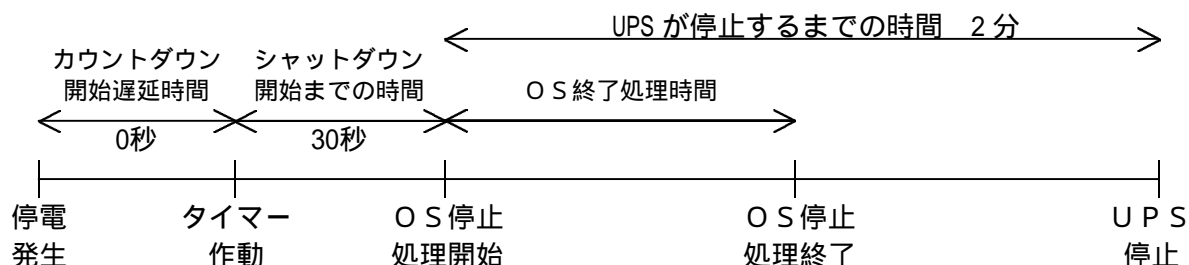 UPSが停止するまでの時間　2分
カウントダウン
開始遅延時間
シャットダウン
開始までの時間
ＯＳ終了処理時間
0秒
30秒
停電
発生
タイマー
作動
ＯＳ停止
処理開始
ＯＳ停止
処理終了
ＵＰＳ
停止